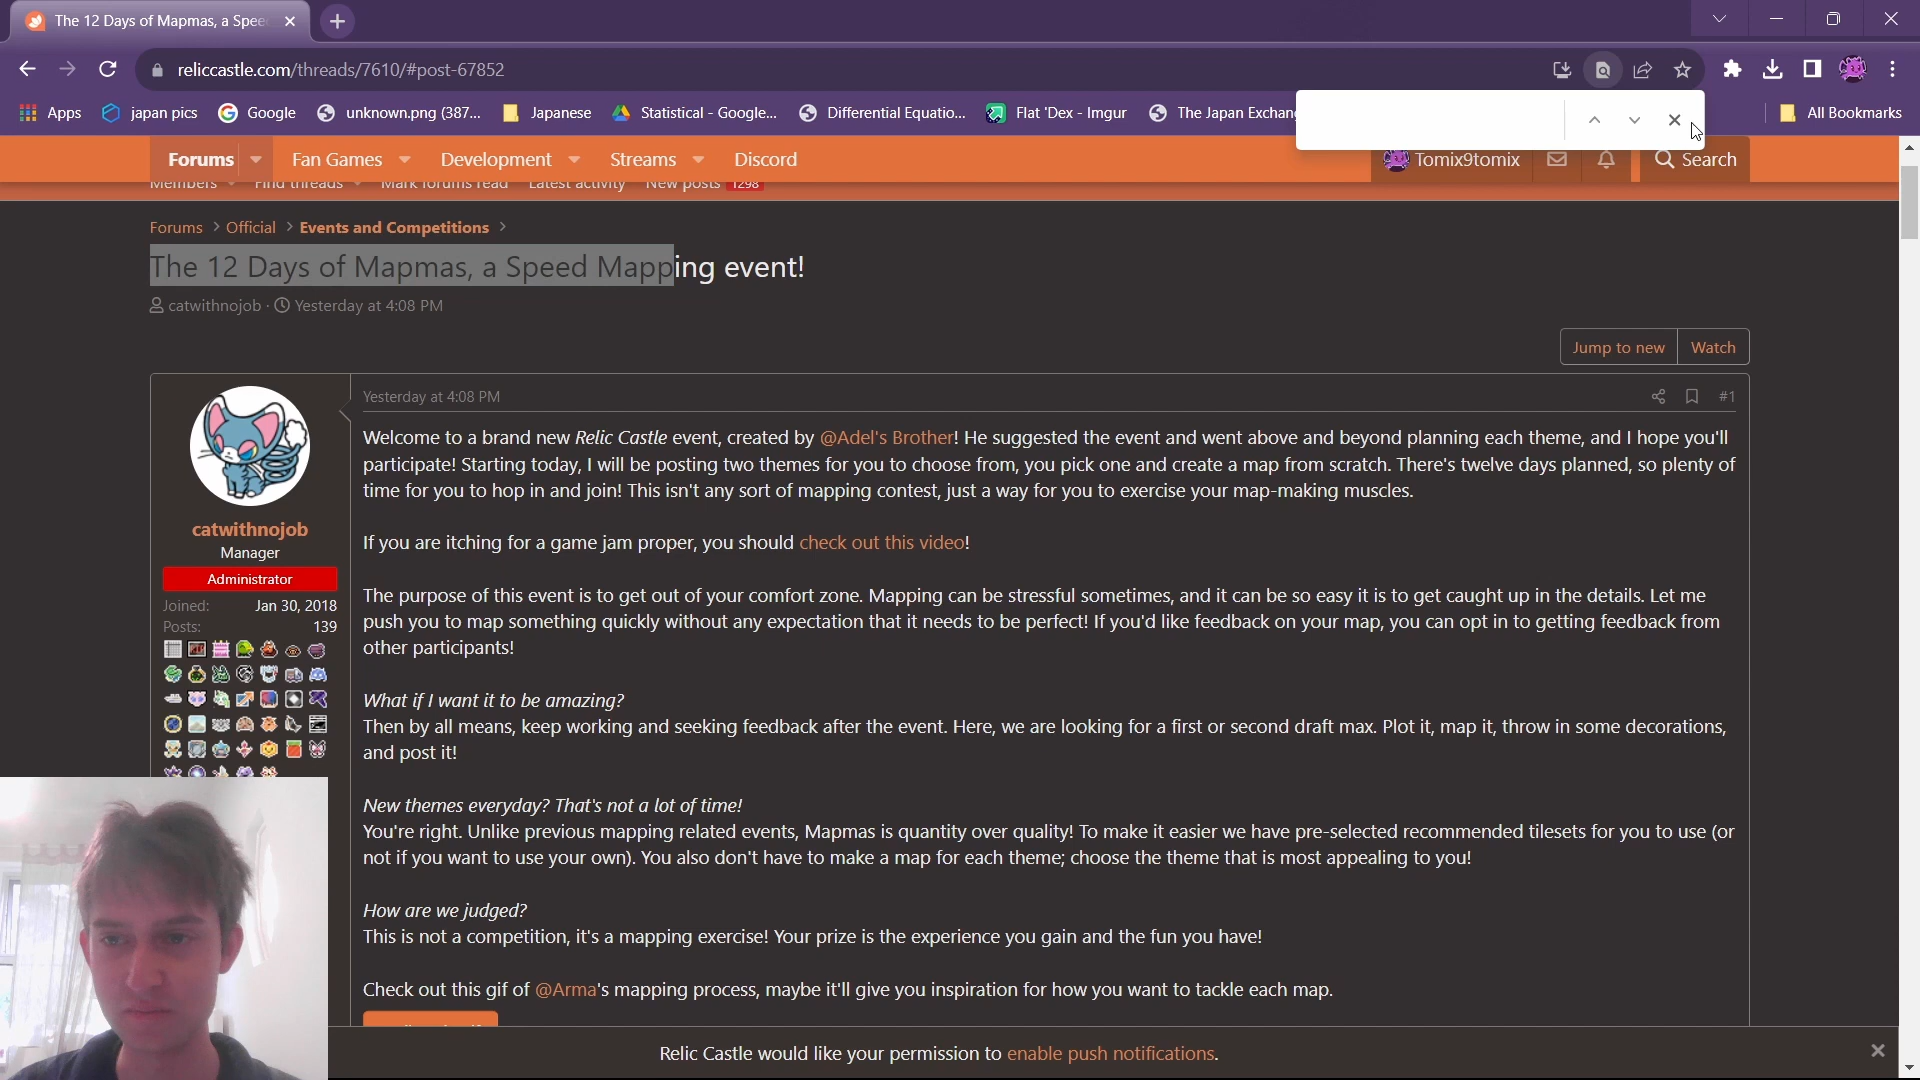 The 12 Days of Mapmas, a Spee
reliccastle.com/threads/7610/#post-67852
Apps japan pics Google unknown.png (387... Japanese Statistical - Google... Differential Equatio... Flat 'Dex - Imgur The Japan Exchang All Bookmarks
Forums Fan Games Development Streams Discord Tomix9tomix Search
Members Find threads Mark forums read Latest activity New posts 1298
Forums > Official > Events and Competitions >
The 12 Days of Mapmas, a Speed Mapping event!
catwithnojob · Yesterday at 4:08 PM
Jump to new Watch
Yesterday at 4:08 PM #1
catwithnojob
Manager
Administrator
Joined: Jan 30, 2018
Posts: 139
Welcome to a brand new Relic Castle event, created by @Adel's Brother! He suggested the event and went above and beyond planning each theme, and I hope you'll
participate! Starting today, I will be posting two themes for you to choose from, you pick one and create a map from scratch. There's twelve days planned, so plenty of
time for you to hop in and join! This isn't any sort of mapping contest, just a way for you to exercise your map-making muscles.
If you are itching for a game jam proper, you should check out this video!
The purpose of this event is to get out of your comfort zone. Mapping can be stressful sometimes, and it can be so easy it is to get caught up in the details. Let me
push you to map something quickly without any expectation that it needs to be perfect! If you'd like feedback on your map, you can opt in to getting feedback from
other participants!
What if I want it to be amazing?
Then by all means, keep working and seeking feedback after the event. Here, we are looking for a first or second draft max. Plot it, map it, throw in some decorations,
and post it!
New themes everyday? That's not a lot of time!
You're right. Unlike previous mapping related events, Mapmas is quantity over quality! To make it easier we have pre-selected recommended tilesets for you to use (or
not if you want to use your own). You also don't have to make a map for each theme; choose the theme that is most appealing to you!
How are we judged?
This is not a competition, it's a mapping exercise! Your prize is the experience you gain and the fun you have!
Check out this gif of @Arma's mapping process, maybe it'll give you inspiration for how you want to tackle each map.
Relic Castle would like your permission to enable push notifications.